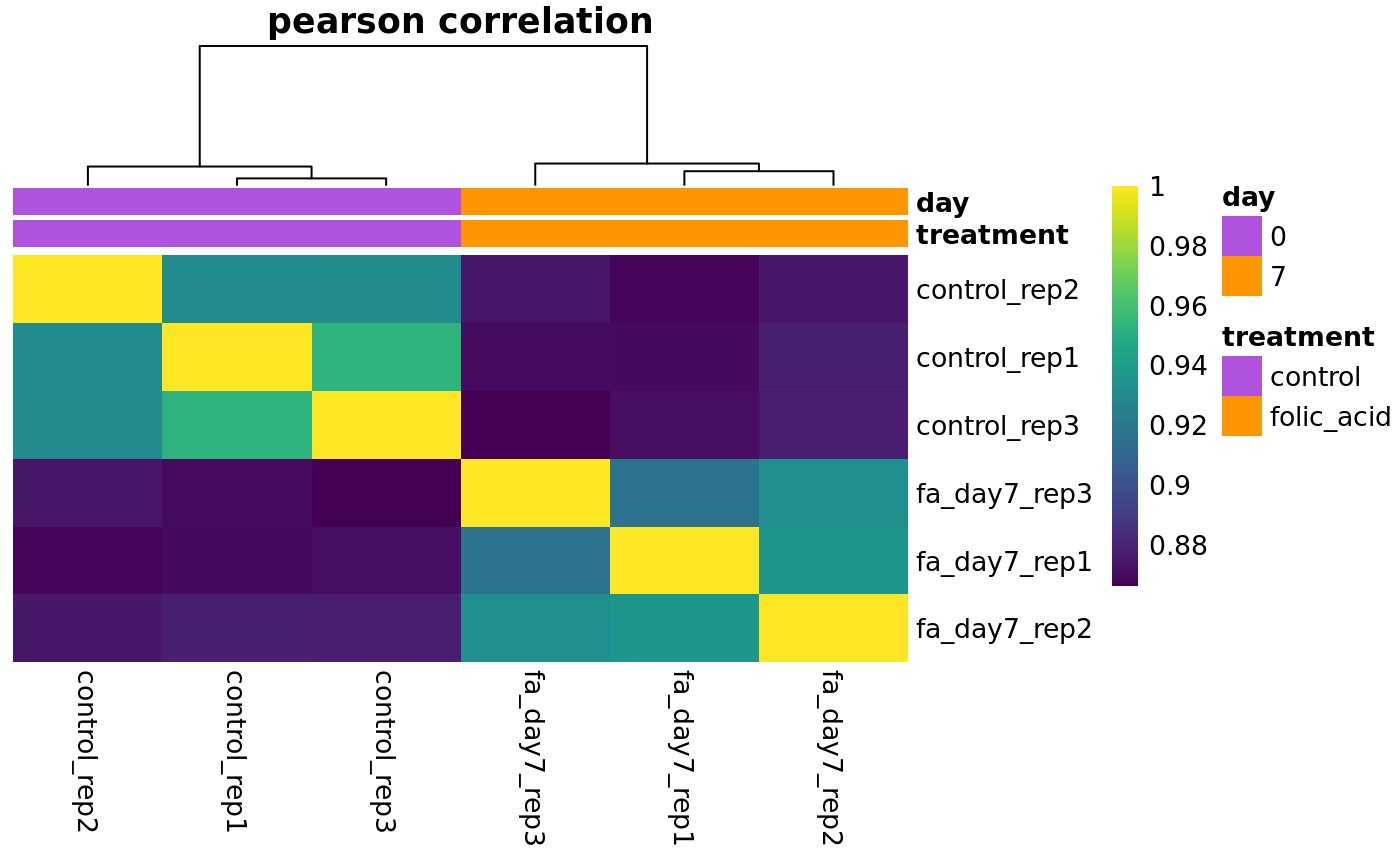 pearson correlation
day
treatment
control_rep2
control_rep1
control_rep3
fa_day7_rep3
fa_day7_rep1
fa_day7_rep2
control_rep2
control_rep1
control_rep3
fa_day7_rep3
fa_day7_rep1
fa_day7_rep2
1
0.98
0.96
0.94
0.92
0.9
0.88
day
0
7
treatment
control
folic_acid